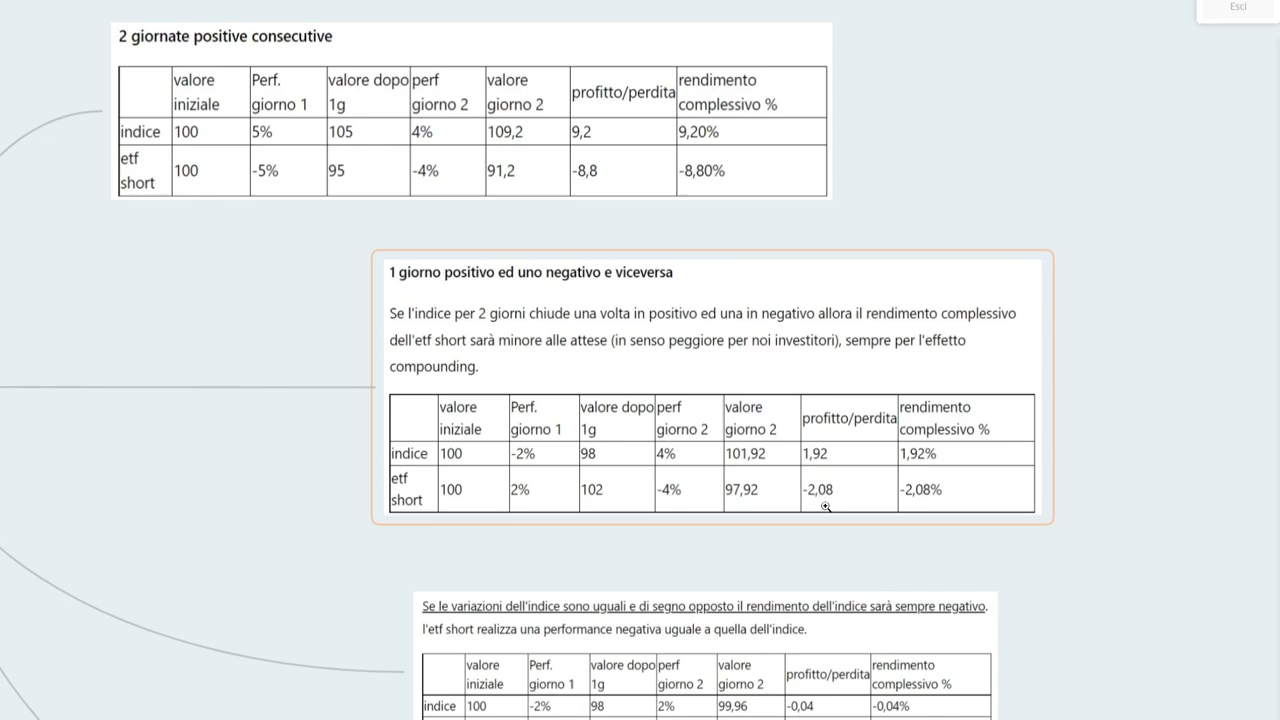 Esci
2 giornate positive consecutive
valore iniziale Perf. giorno 1 valore dopo 1g perf giorno 2 valore giorno 2 profitto/perdita rendimento complessivo %
indice 100 5% 105 4% 109,2 9,2 9,20%
etf short 100 -5% 95 -4% 91,2 -8,8 -8,80%
1 giorno positivo ed uno negativo e viceversa
Se l'indice per 2 giorni chiude una volta in positivo ed una in negativo allora il rendimento complessivo
dell'etf short sarà minore alle attese (in senso peggiore per noi investitori), sempre per l'effetto
compounding.
valore iniziale Perf. giorno 1 valore dopo 1g perf giorno 2 valore giorno 2 profitto/perdita rendimento complessivo %
indice 100 -2% 98 4% 101,92 1,92 1,92%
etf short 100 2% 102 -4% 97,92 -2,08 -2,08%
Se le variazioni dell'indice sono uguali e di segno opposto il rendimento dell'indice sarà sempre negativo.
l'etf short realizza una performance negativa uguale a quella dell'indice.
valore iniziale Perf. giorno 1 valore dopo 1g perf giorno 2 valore giorno 2 profitto/perdita rendimento complessivo %
indice 100 -2% 98 2% 99,96 -0,04 -0,04%